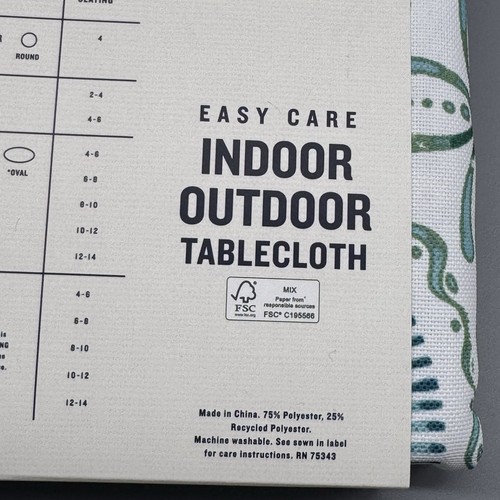 SEATING
ROUND
4
2-4
4-6
*OVAL
4-6
6-8
8-10
10-12
12-14
4-6
6-8
8-10
10-12
12-14
EASY CARE
INDOOR
OUTDOOR
TABLECLOTH
FSC
www.fsc.org
MIX
Paper from
responsible sources
FSC® C195566
Made in China. 75% Polyester, 25%
Recycled Polyester.
Machine washable. See sewn in label
for care instructions. RN 75343